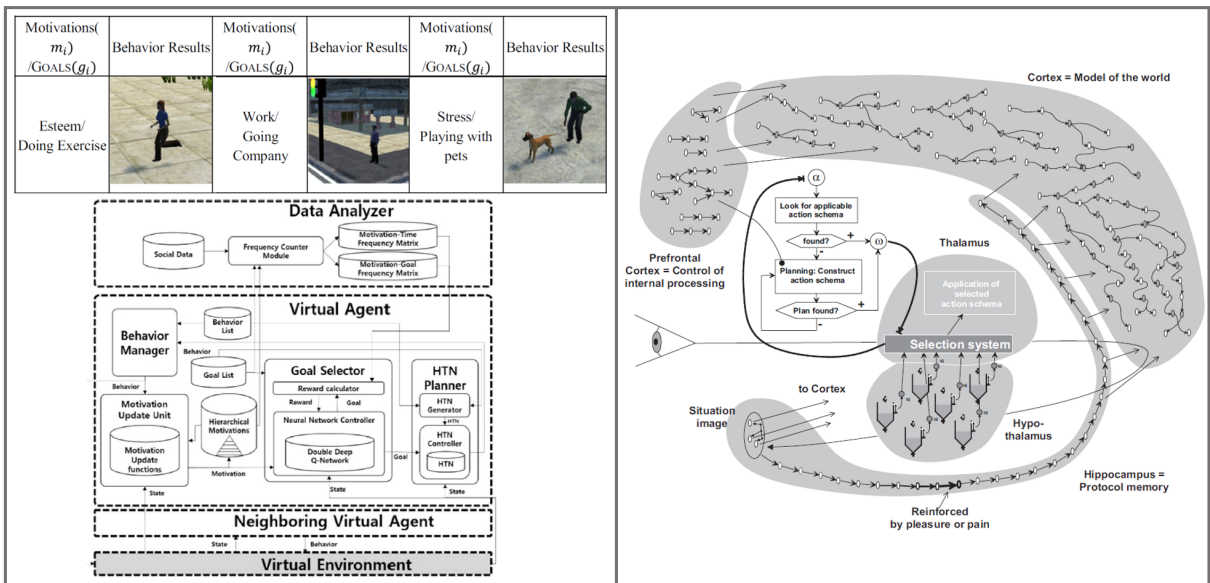 Motivations(
m_i)
/GOALS(g_i)
Behavior Results
Motivations(
m_i)
/GOALS(g_i)
Behavior Results
Motivations(
m_i)
/GOALS(g_i)
Behavior Results
Esteem/
Doing Exercise
Work/
Going
Company
Stress/
Playing with
pets
Data Analyzer
Social Data
Frequency Counter
Module
Motivation-Time
Frequency Matrix
Motivation-Goal
Frequency Matrix
Virtual Agent
Behavior
Manager
Behavior
List
Behavior
Goal List
Behavior
Motivation
Update Unit
Motivation
Update
functions
Hierarchical
Motivations
Motivation
State
Goal Selector
Reward calculator
Reward
Goal
Neural Network Controller
Double Deep
Q-Network
Goal
State
HTN
Planner
HTN
Generator
HTN
HTN
Controller
HTN
State
Neighboring Virtual Agent
State
Behavior
Virtual Environment
Cortex = Model of the world
α
Look for applicable
action schema
found?
+
-
ω
Planning: Construct
action schema
Plan found?
+
-
Prefrontal
Cortex = Control of
internal processing
Thalamus
Application of
selected
action schema
Selection system
to Cortex
Situation
image
Hypo-
thalamus
Hippocampus =
Protocol memory
Reinforced
by pleasure or pain